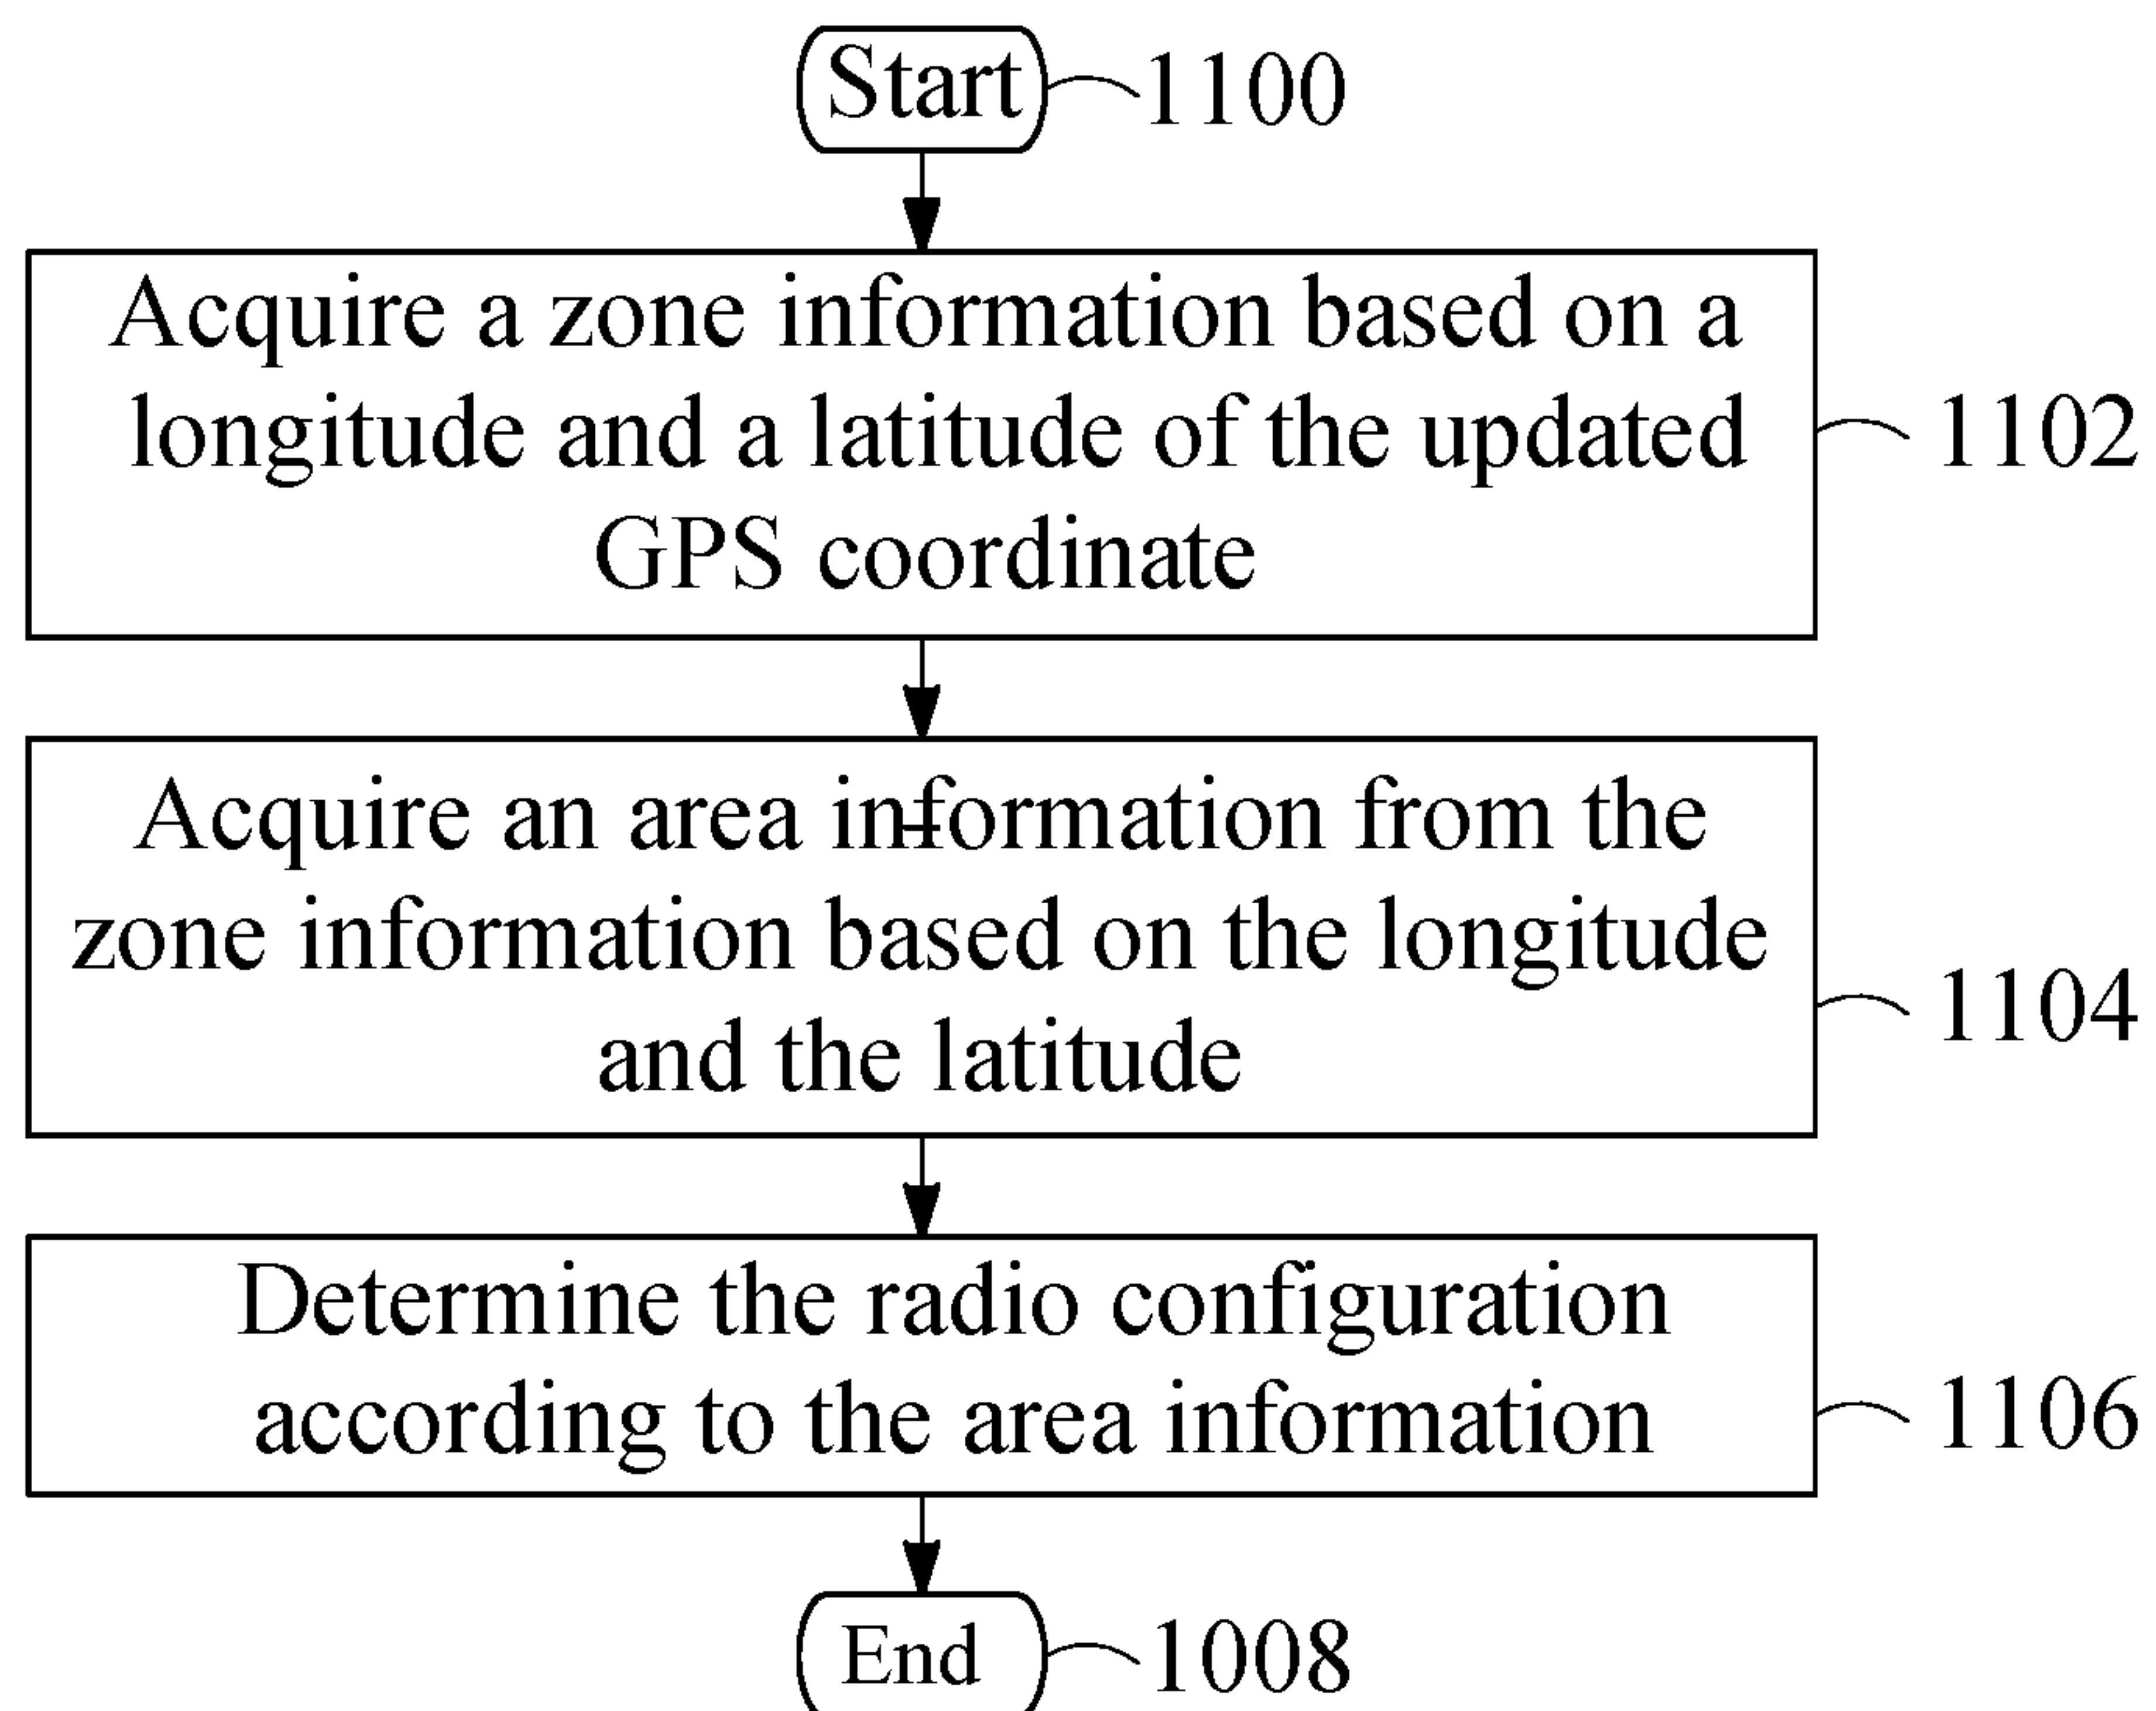 Start 1100
Acquire a zone information based on a
longitude and a latitude of the updated
GPS coordinate
1102
Acquire an area information from the
zone information based on the longitude
and the latitude
1104
Determine the radio configuration
according to the area information
1106
End 1008